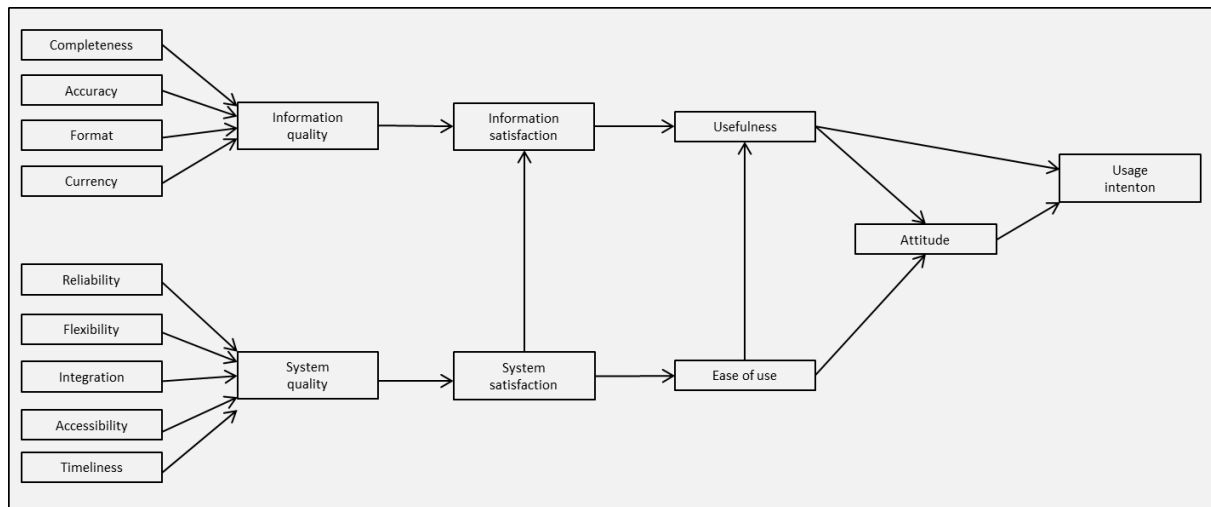 Completeness
Accuracy
Format
Currency
Information
quality
Information
satisfaction
Usefulness
Usage
intenton
Attitude
Reliability
Flexibility
Integration
Accessibility
Timeliness
System
quality
System
satisfaction
Ease of use